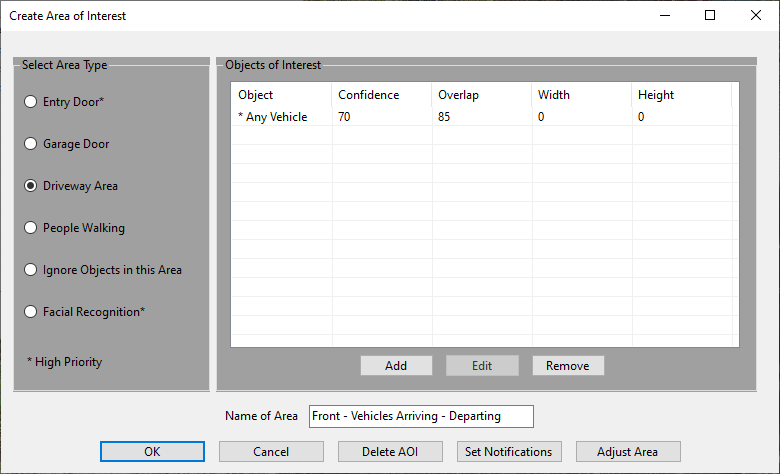 Create Area of Interest
Select Area Type
Entry Door*
Garage Door
Driveway Area
People Walking
Ignore Objects in this Area
Facial Recognition*
* High Priority
Objects of Interest
Object Confidence Overlap Width Height
* Any Vehicle 70 85 0 0
Add Edit Remove
Name of Area Front - Vehicles Arriving - Departing
OK Cancel Delete AOI Set Notifications Adjust Area